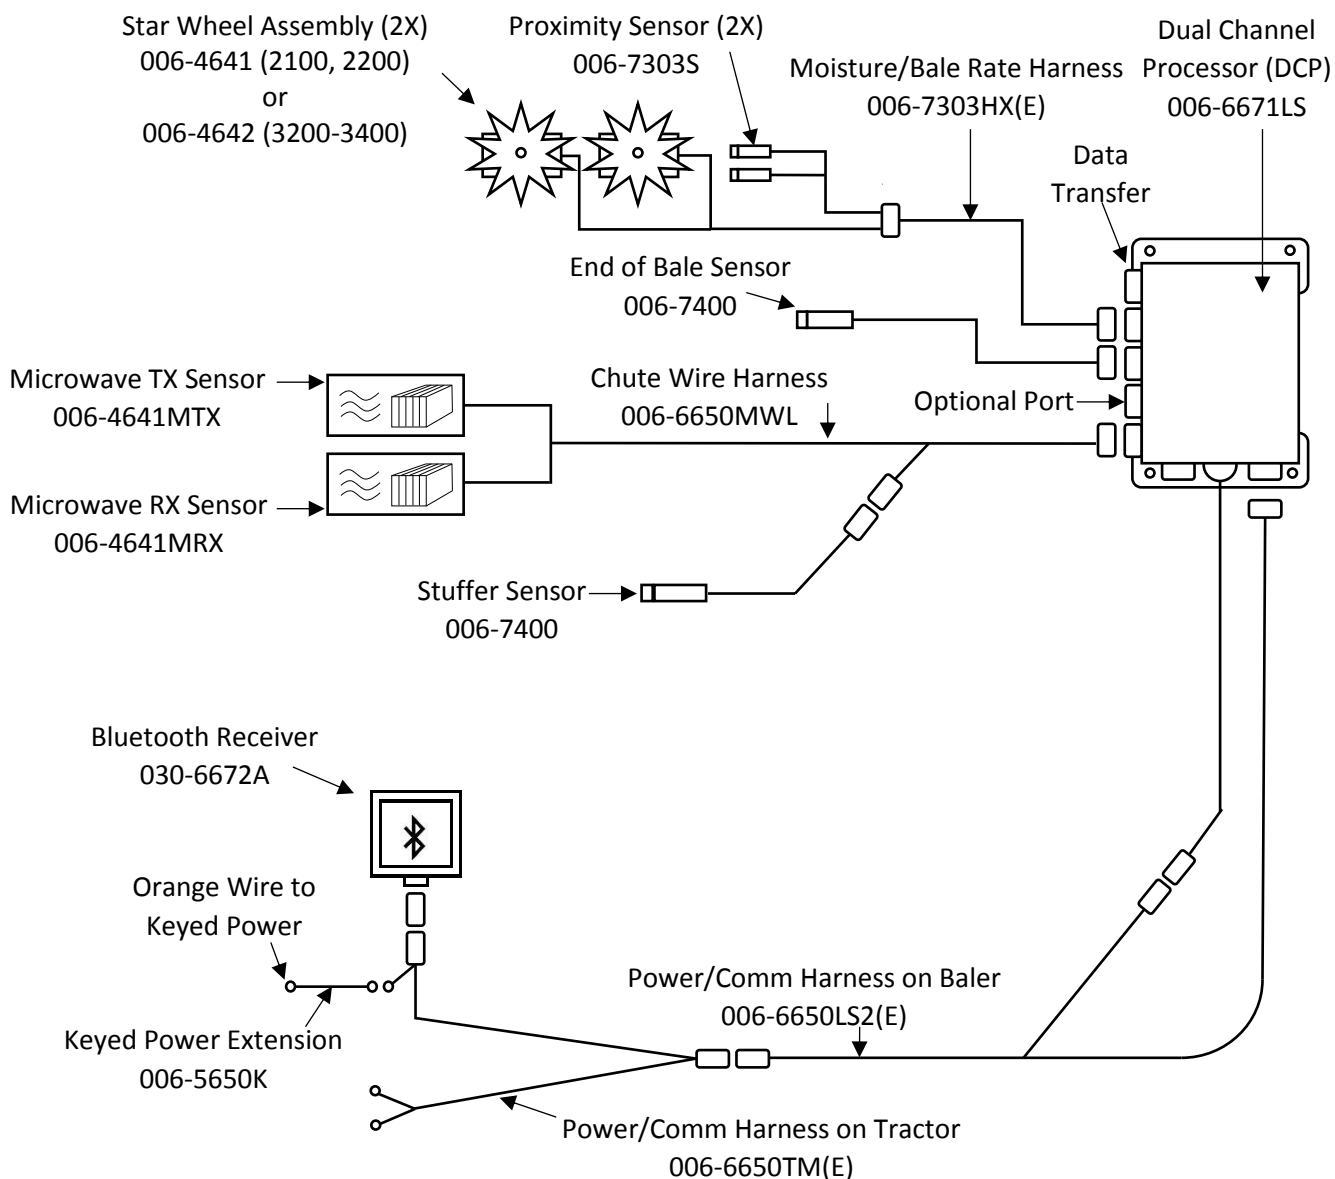 Star Wheel Assembly (2X)
006-4641 (2100, 2200)
or
006-4642 (3200-3400)
Proximity Sensor (2X)
006-7303S
Moisture/Bale Rate Harness
006-7303HX(E)
Dual Channel
Processor (DCP)
006-6671LS
Data
Transfer
End of Bale Sensor
006-7400
Microwave TX Sensor
006-4641MTX
Chute Wire Harness
006-6650MWL
Optional Port
Microwave RX Sensor
006-4641MRX
Stuffer Sensor
006-7400
Bluetooth Receiver
030-6672A
Orange Wire to
Keyed Power
Keyed Power Extension
006-5650K
Power/Comm Harness on Baler
006-6650LS2(E)
Power/Comm Harness on Tractor
006-6650TM(E)